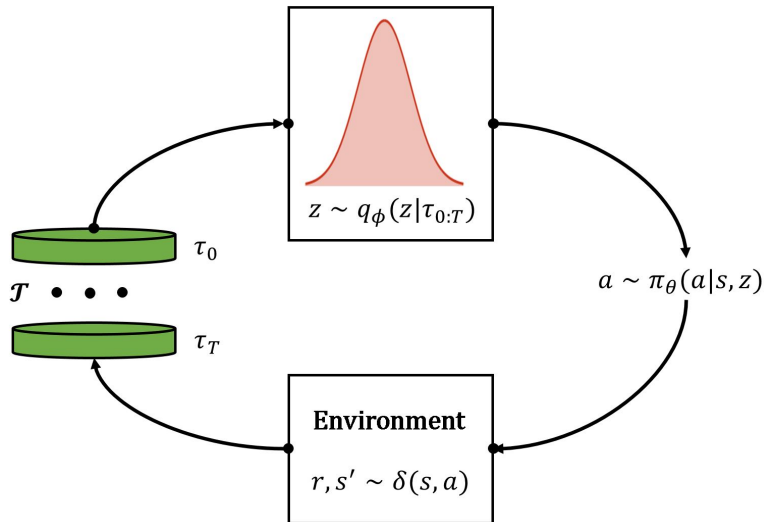 z ~ q_ϕ(z|τ_{0:T})
τ_0
𝒯 • • •
τ_T
a ~ π_θ(a|s, z)
Environment
r, s′ ~ δ(s, a)